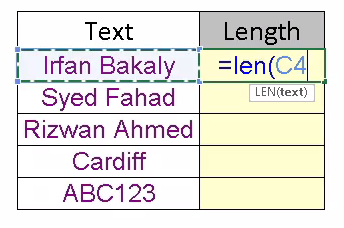 Text Length
Irfan Bakaly =len(C4
LEN(text)
Syed Fahad
Rizwan Ahmed
Cardiff
ABC123